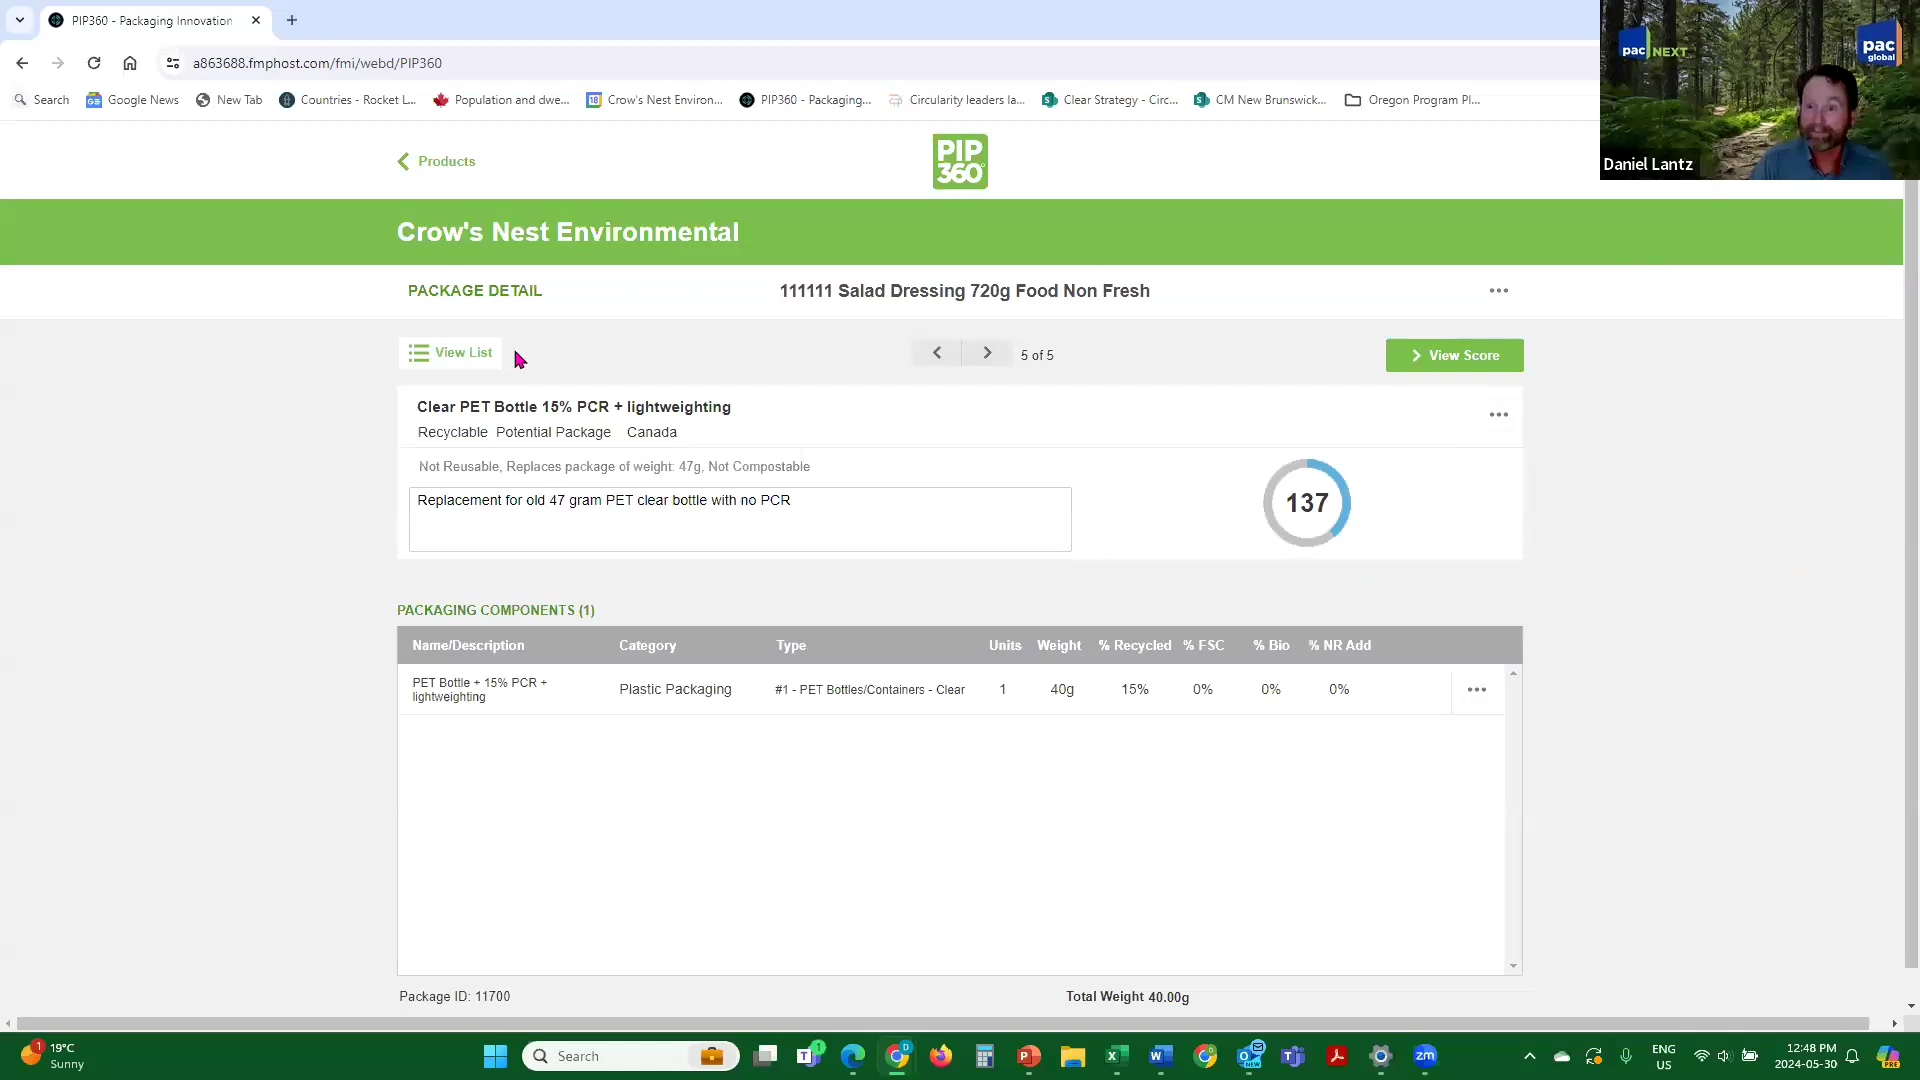 PIP360 - Packaging Innovation
a863688.fmphost.com/fmi/webd/PIP360
Search
Google News
New Tab
Countries - Rocket L...
Population and dwe...
Crow's Nest Environ...
PIP360 - Packaging...
Circularity leaders la...
Clear Strategy - Circ...
CM New Brunswick...
Oregon Program Pl...
pac NEXT
pac global
Daniel Lantz
Products
PIP 360
Crow's Nest Environmental
PACKAGE DETAIL
111111 Salad Dressing 720g Food Non Fresh
View List
5 of 5
View Score
Clear PET Bottle 15% PCR + lightweighting
Recyclable Potential Package Canada
Not Reusable, Replaces package of weight: 47g, Not Compostable
Replacement for old 47 gram PET clear bottle with no PCR
137
PACKAGING COMPONENTS (1)
Name/Description Category Type Units Weight % Recycled % FSC % Bio % NR Add
PET Bottle + 15% PCR +
lightweighting
Plastic Packaging #1 - PET Bottles/Containers - Clear 1 40g 15% 0% 0% 0%
Package ID: 11700
Total Weight 40.00g
1
19°C
Sunny
Search
ENG
US
12:48 PM
2024-05-30